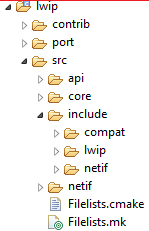 lwip
contrib
port
src
api
core
include
compat
lwip
netif
netif
Filelists.cmake
Filelists.mk